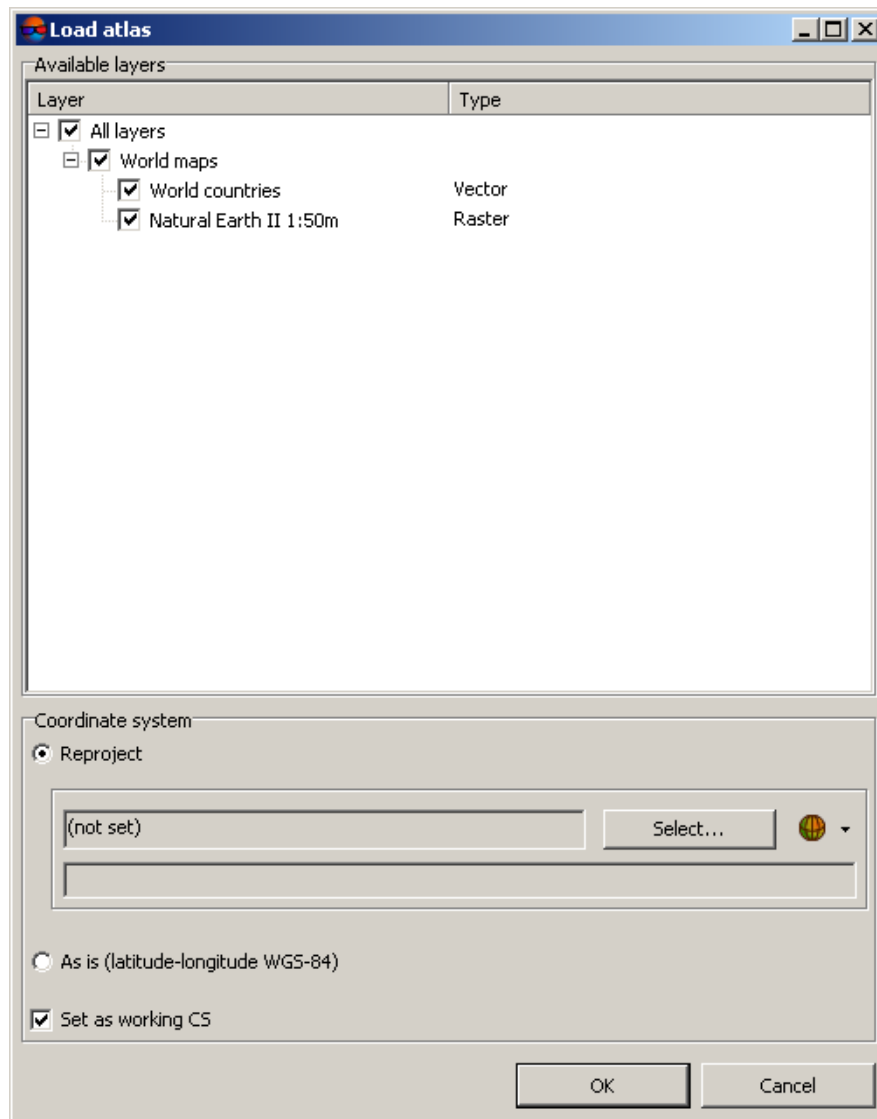 Load atlas
Available layers
Layer Type
All layers
World maps
World countries Vector
Natural Earth II 1:50m Raster
Coordinate system
Reproject
(not set) Select...
As is (latitude-longitude WGS-84)
Set as working CS
OK Cancel